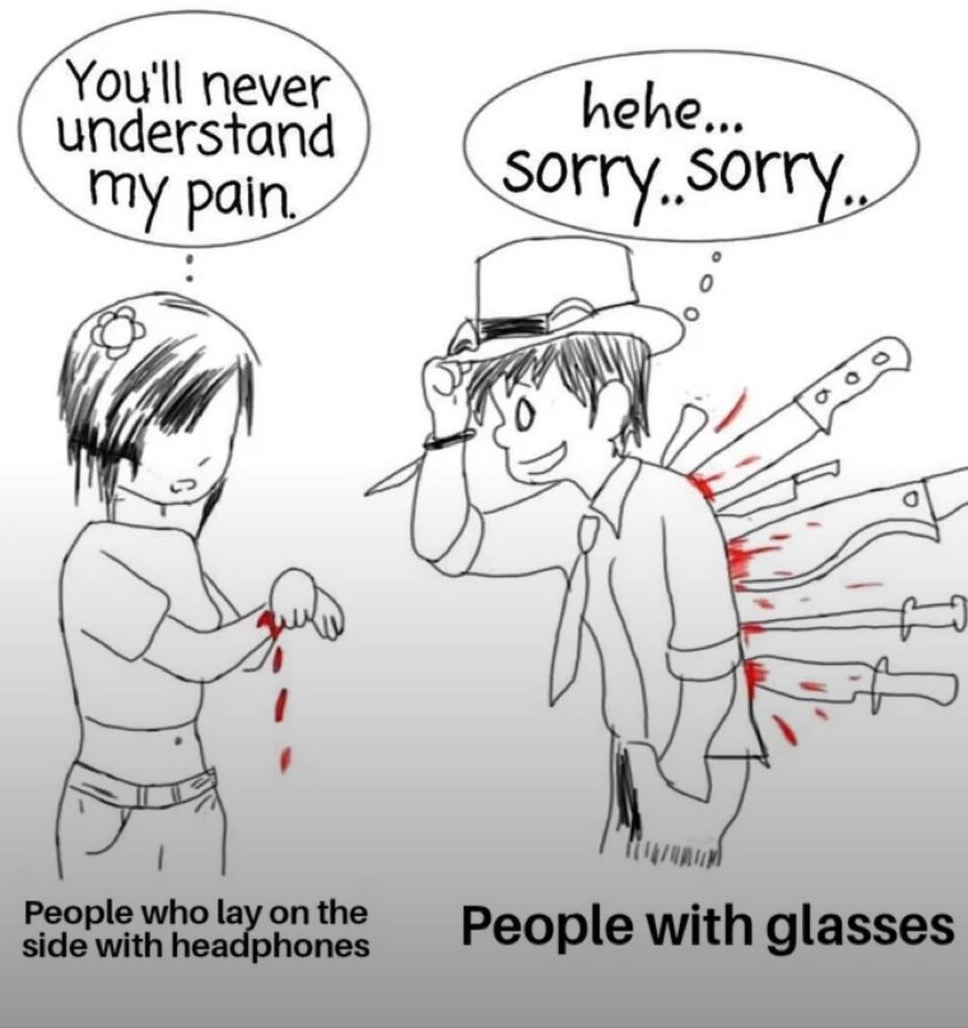 You'll never
understand
my pain.
hehe...
sorry..sorry..
People who lay on the
side with headphones
People with glasses